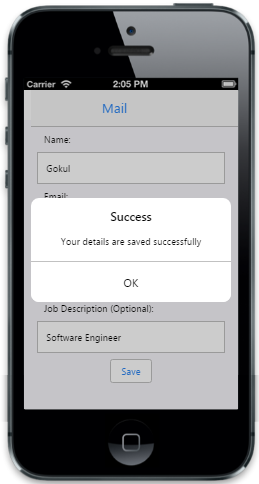 Carrier 2:05 PM
Mail
Name:
Gokul
Email:
Success
Your details are saved successfully
OK
Job Description (Optional):
Software Engineer
Save